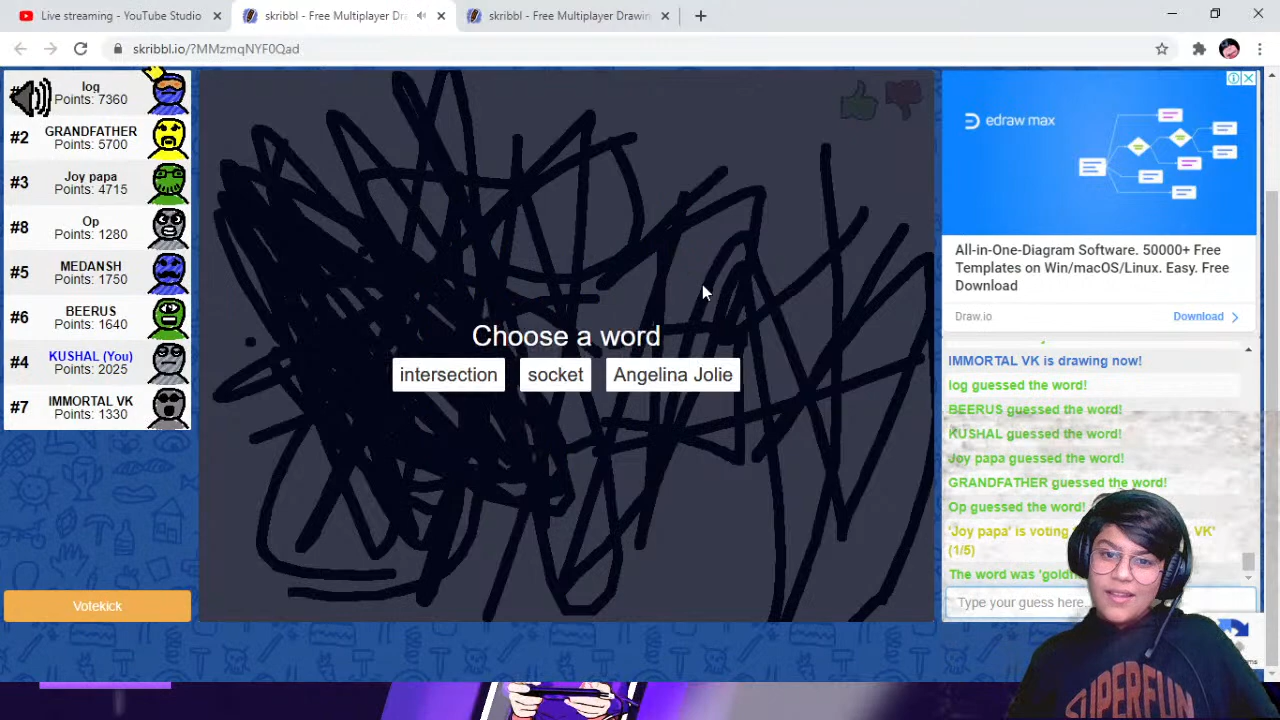 Live streaming - YouTube Studio
skribbl - Free Multiplayer Dra
skribbl - Free Multiplayer Drawin
skribbl.io/?MMzmqNYF0Qad
log
Points: 7360
#2 GRANDFATHER
Points: 5700
#3 Joy papa
Points: 4715
#8 Op
Points: 1280
#5 MEDANSH
Points: 1750
#6 BEERUS
Points: 1640
#4 KUSHAL (You)
Points: 2025
#7 IMMORTAL VK
Points: 1330
Votekick
Choose a word
intersection socket Angelina Jolie
edraw max
All-in-One-Diagram Software. 50000+ Free
Templates on Win/macOS/Linux. Easy. Free
Download
Draw.io Download
IMMORTAL VK is drawing now!
log guessed the word!
BEERUS guessed the word!
KUSHAL guessed the word!
Joy papa guessed the word!
GRANDFATHER guessed the word!
Op guessed the word!
'Joy papa' is voting VK'
(1/5)
The word was 'goldn
Type your guess here..
SUPERFUN